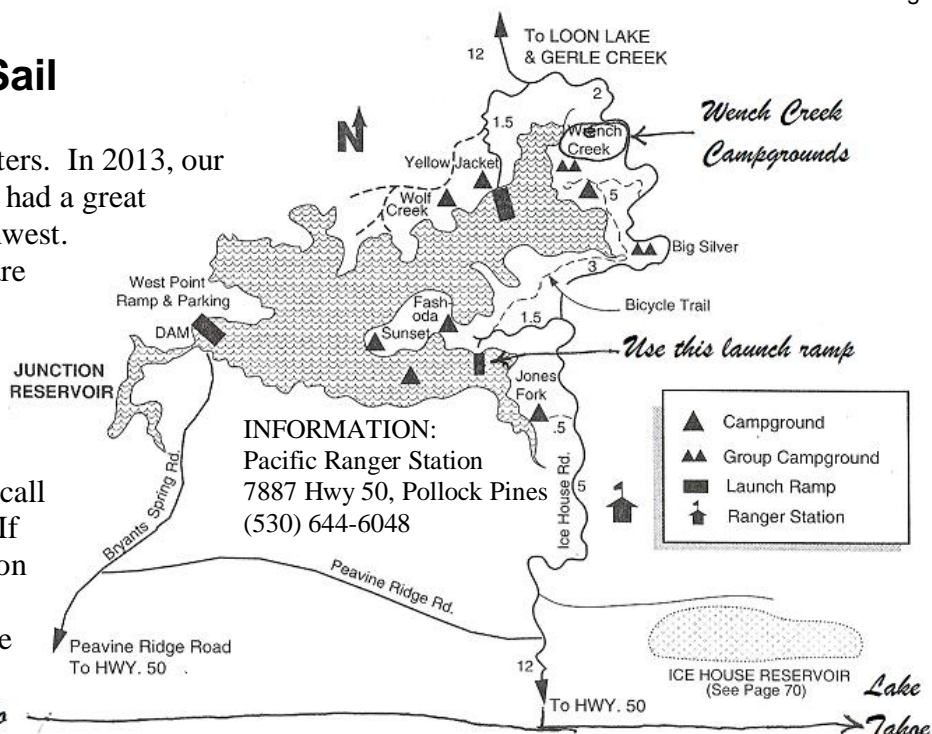 Sail
ters. In 2013, our
had a great
west.
re
call
If
on
e
To LOON LAKE
& GERLE CREEK
12
2
1.5
N
Wrench
Creek
Wench Creek
Campgrounds
Yellow Jacket
Wolf
Creek
.5
Big Silver
3
Bicycle Trail
West Point
Ramp & Parking
DAM
Fash-
oda
Sunset
1.5
Use this launch ramp
JUNCTION
RESERVOIR
Jones
Fork
.5
INFORMATION:
Pacific Ranger Station
7887 Hwy 50, Pollock Pines
(530) 644-6048
Ice House Rd.
5
Campground
Group Campground
Launch Ramp
Ranger Station
Bryants Spring Rd.
Peavine Ridge Rd.
Peavine Ridge Road
To HWY. 50
12
To HWY. 50
ICE HOUSE RESERVOIR
(See Page 70)
Lake
Tahoe